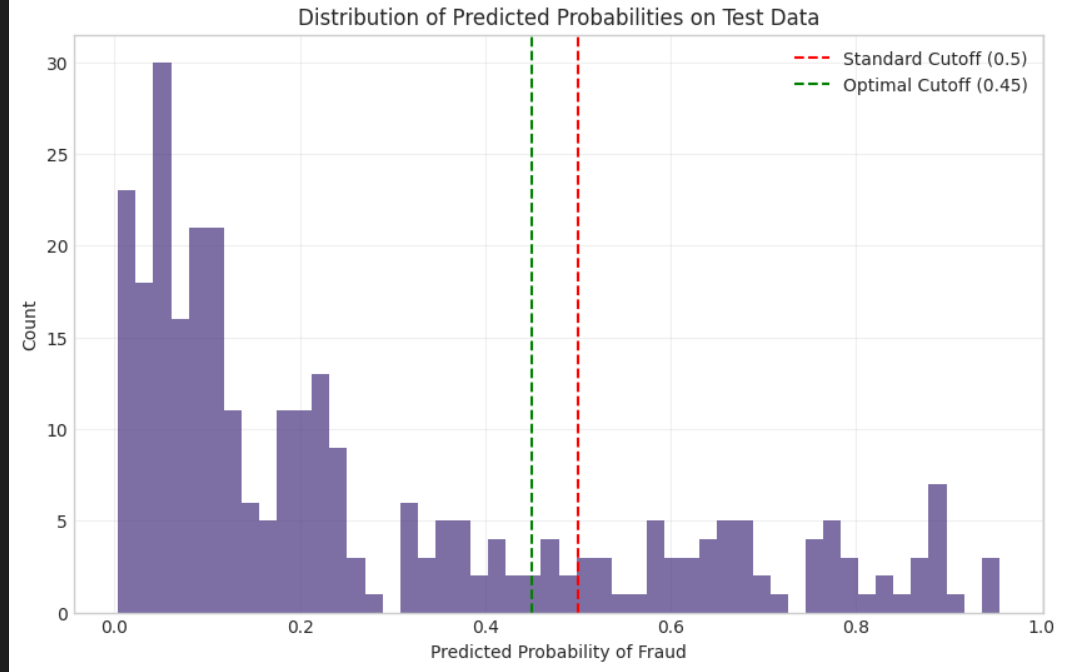 Distribution of Predicted Probabilities on Test Data
Standard Cutoff (0.5)
Optimal Cutoff (0.45)
30
25
20
15
10
5
0
Count
0.0 0.2 0.4 0.6 0.8 1.0
Predicted Probability of Fraud